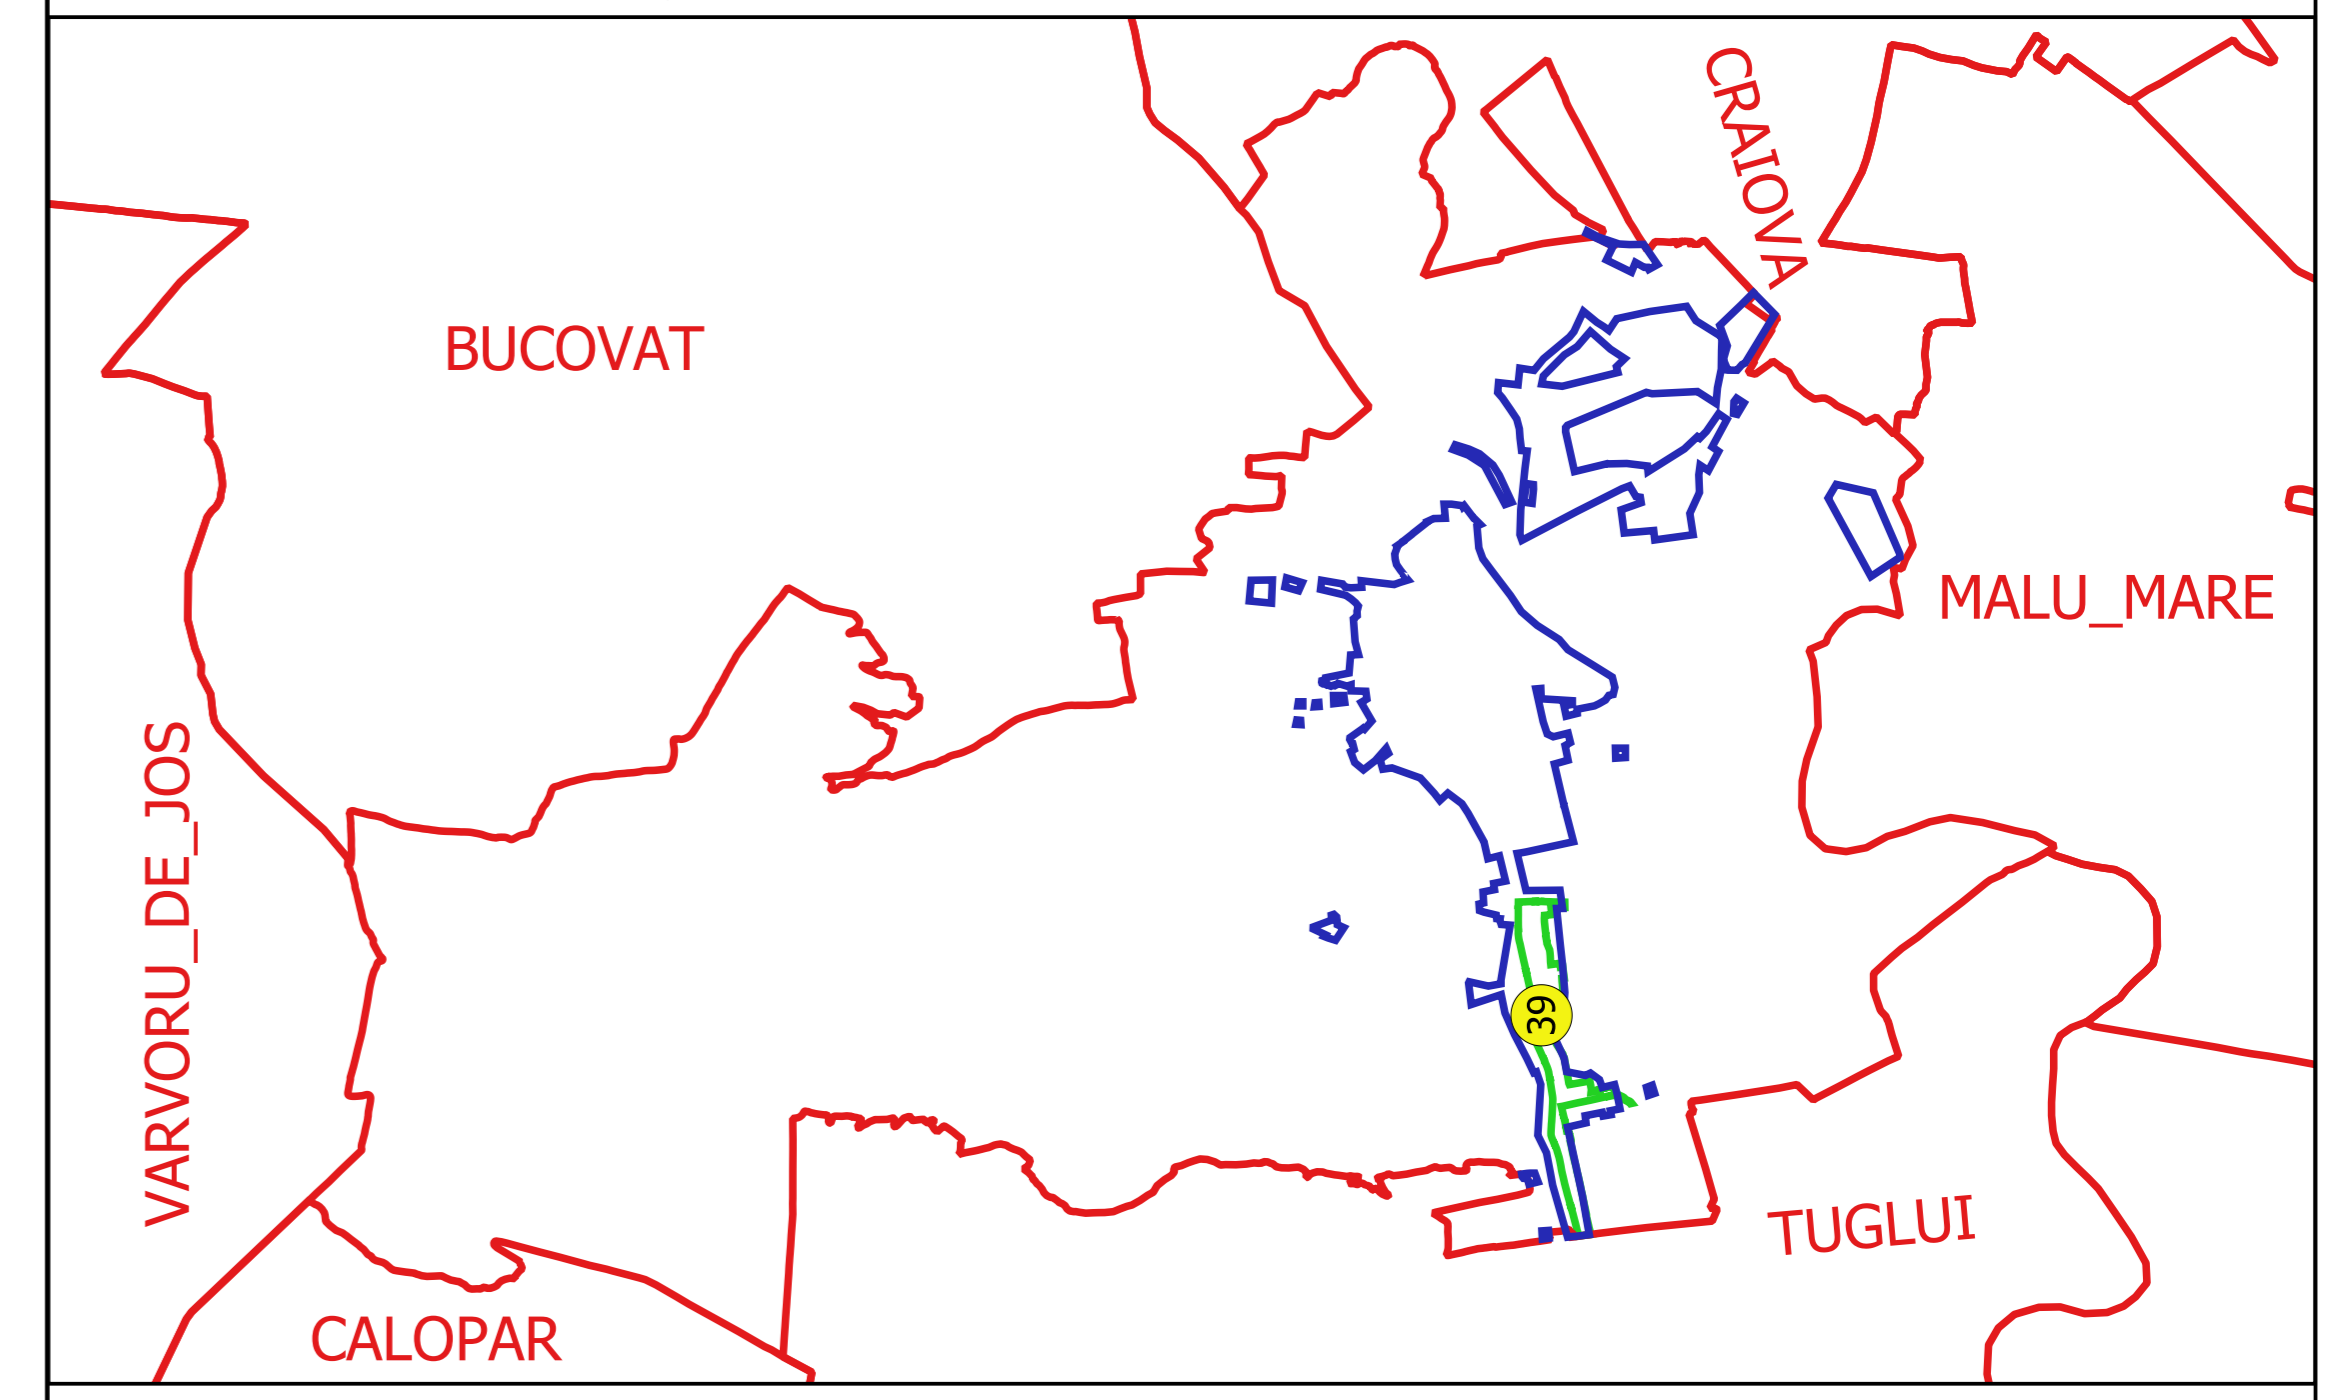 CRAIOVA
BUCOVAT
MALU_MARE
VARVORU_DE_JOS
39
TUGLUI
CALOPAR